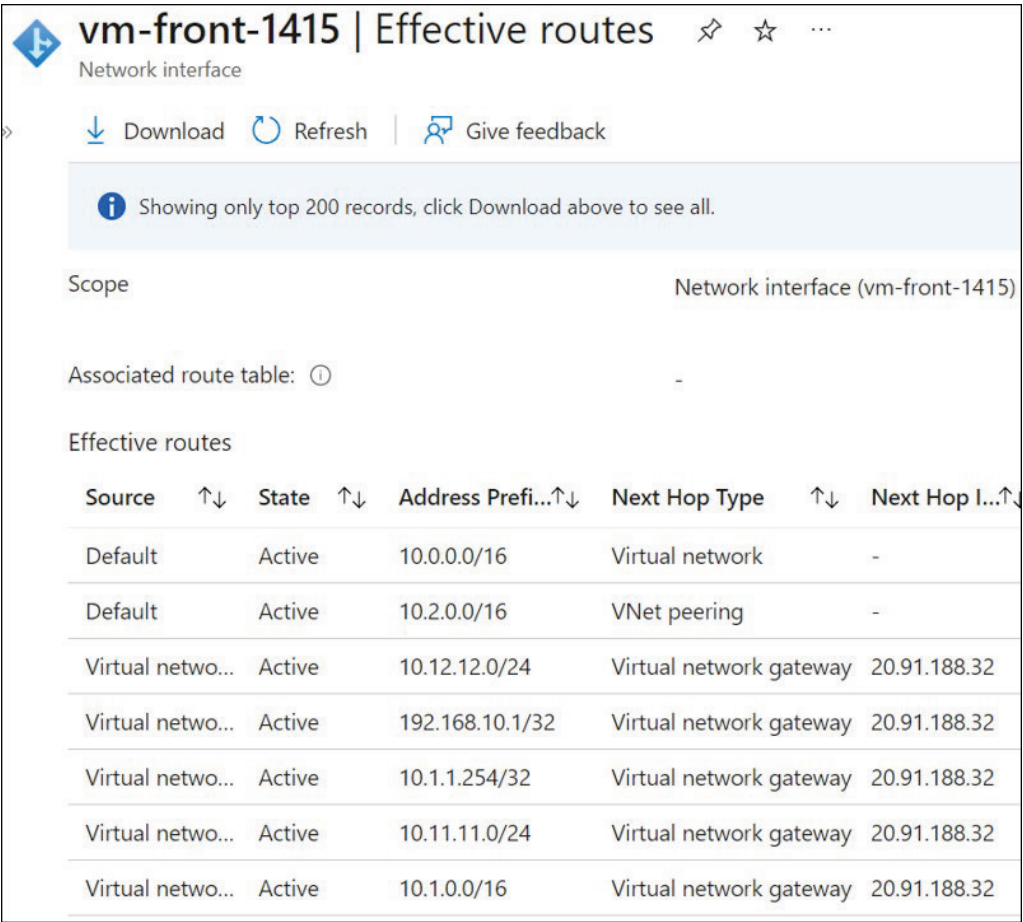 vm-front-1415 | Effective routes ...
Network interface
» Download Refresh Give feedback
Showing only top 200 records, click Download above to see all.
Scope Network interface (vm-front-1415)
Associated route table: -
Effective routes
Source State Address Prefi... Next Hop Type Next Hop I...
Default Active 10.0.0.0/16 Virtual network -
Default Active 10.2.0.0/16 VNet peering -
Virtual netwo... Active 10.12.12.0/24 Virtual network gateway 20.91.188.32
Virtual netwo... Active 192.168.10.1/32 Virtual network gateway 20.91.188.32
Virtual netwo... Active 10.1.1.254/32 Virtual network gateway 20.91.188.32
Virtual netwo... Active 10.11.11.0/24 Virtual network gateway 20.91.188.32
Virtual netwo... Active 10.1.0.0/16 Virtual network gateway 20.91.188.32